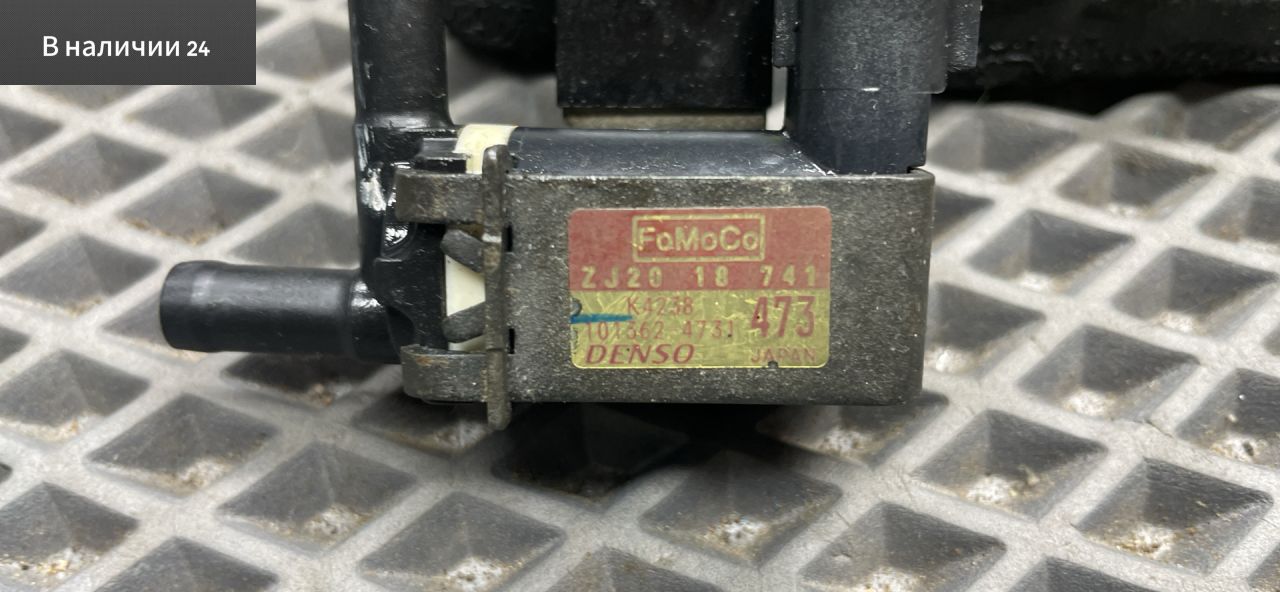 В наличии 24
FoMoCo
ZJ20 18 741
K4238
473
101362 4731
DENSO
JAPAN